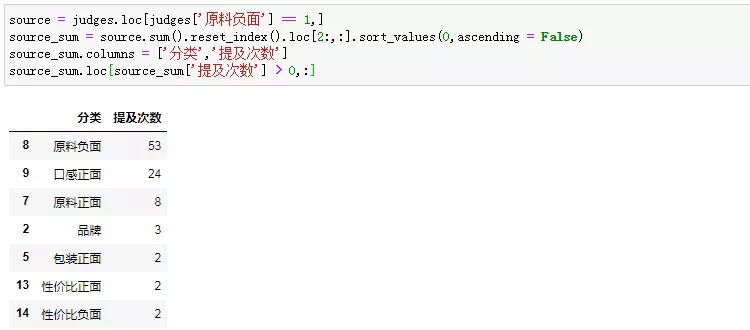 source = judges.loc[judges['原料负面'] == 1,]
source_sum = source.sum().reset_index().loc[2:,:].sort_values(0,ascending = False)
source_sum.columns = ['分类','提及次数']
source_sum.loc[source_sum['提及次数'] > 0,:]
分类 提及次数
8 原料负面 53
9 口感正面 24
7 原料正面 8
2 品牌 3
5 包装正面 2
13 性价比正面 2
14 性价比负面 2